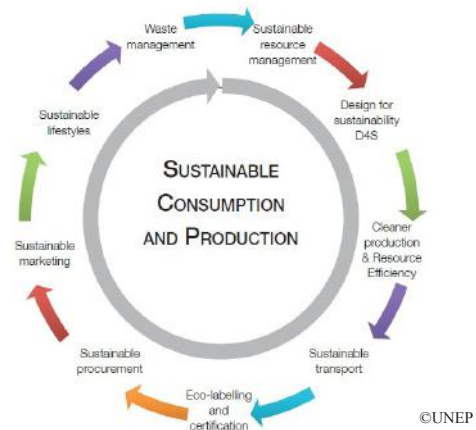 Waste
management
Sustainable
resource
management
Design for
sustainability
D4S
Cleaner
production
& Resource
Efficiency
Sustainable
transport
Eco-labelling
and
certification
Sustainable
procurement
Sustainable
marketing
Sustainable
lifestyles
SUSTAINABLE
CONSUMPTION
AND PRODUCTION
©UNEP